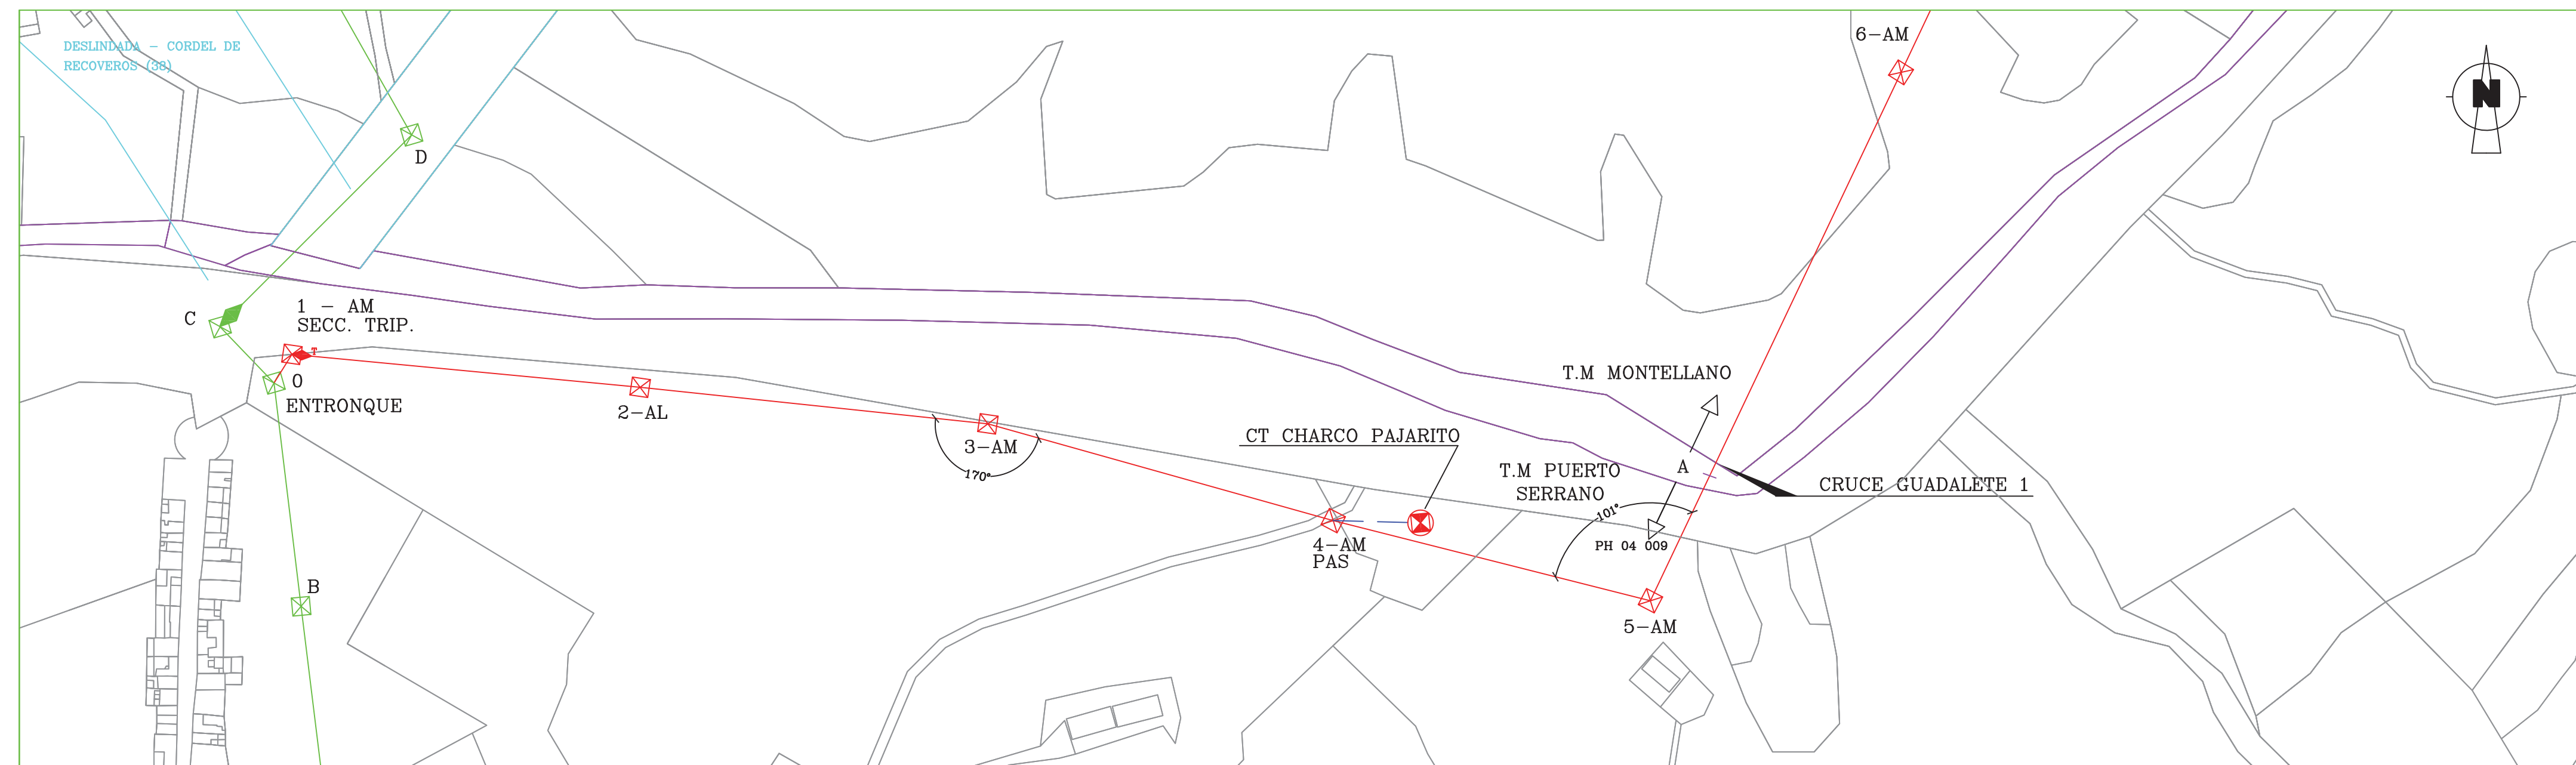 6-AM
DESLINDADA - CORDEL DE
RECOVEROS (38)
N
D
1 - AM
SECC. TRIP.
C
T
0
ENTRONQUE
2-AL
3-AM
170°
T.M MONTELLANO
CT CHARCO PAJARITO
A
T.M PUERTO
SERRANO
CRUCE GUADALETE 1
101°
PH 04 009
4-AM
PAS
B
5-AM